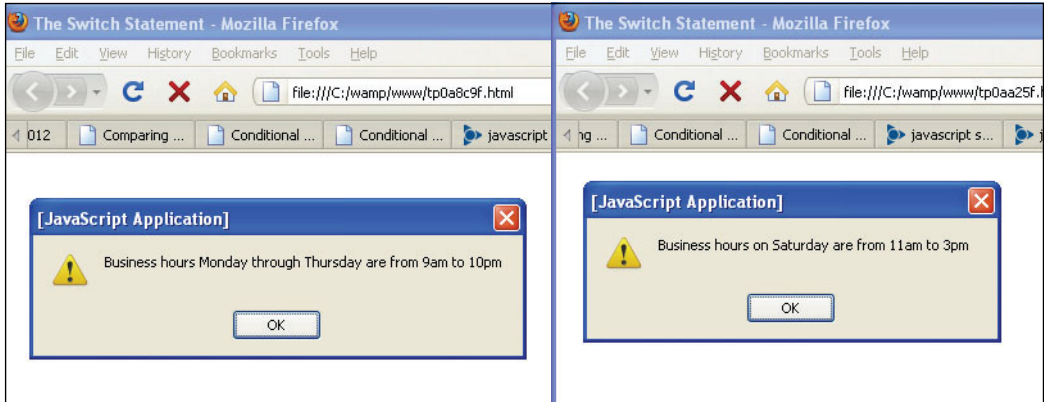 The Switch Statement - Mozilla Firefox
File Edit View History Bookmarks Tools Help
file:///C:/wamp/www/tp0a8c9f.html
012 Comparing ... Conditional ... Conditional ... javascript
[JavaScript Application]
Business hours Monday through Thursday are from 9am to 10pm
OK
The Switch Statement - Mozilla Firefox
File Edit View History Bookmarks Tools Help
file:///C:/wamp/www/tp0aa25f.h
ng ... Conditional ... Conditional ... javascript s... j
[JavaScript Application]
Business hours on Saturday are from 11am to 3pm
OK